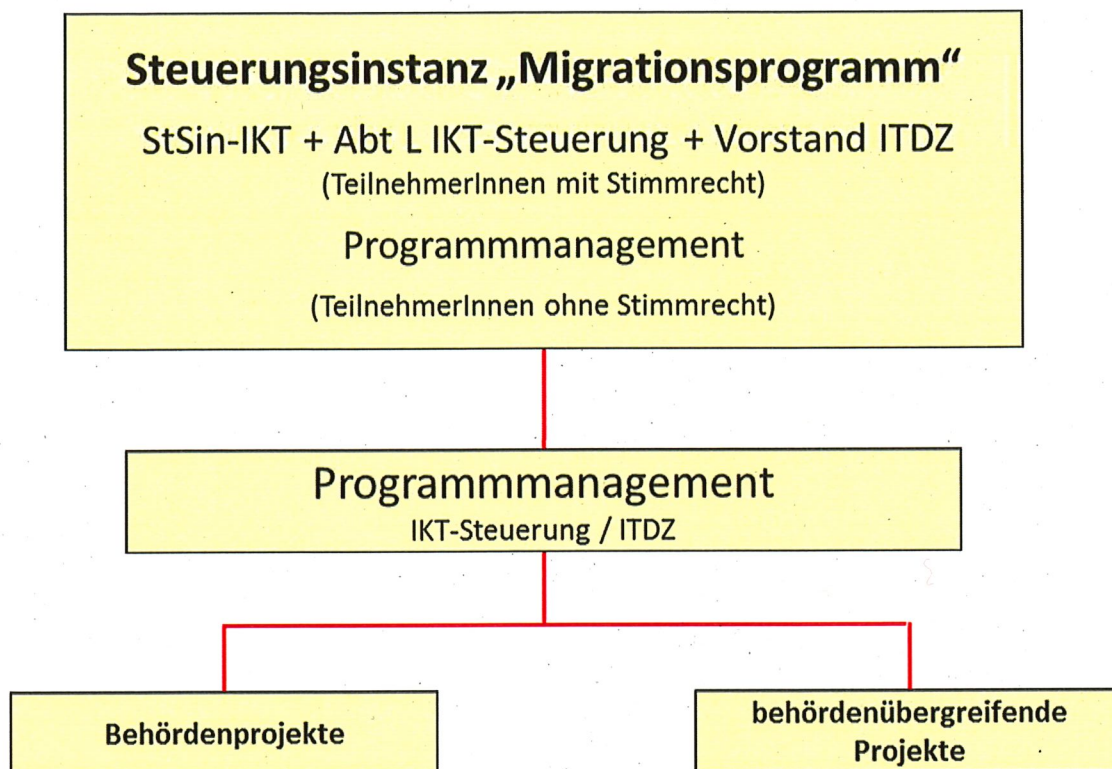 Steuerungsinstanz „Migrationsprogramm“
StSin-IKT + Abt L IKT-Steuerung + Vorstand ITDZ
(TeilnehmerInnen mit Stimmrecht)
Programmmanagement
(TeilnehmerInnen ohne Stimmrecht)
Programmmanagement
IKT-Steuerung / ITDZ
Behördenprojekte
behördenübergreifende
Projekte